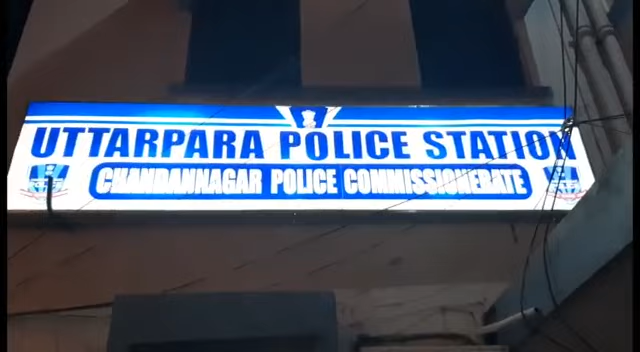 UTTARPARA POLICE STATION
CHANDANNAGAR POLICE COMMISSIONERATE